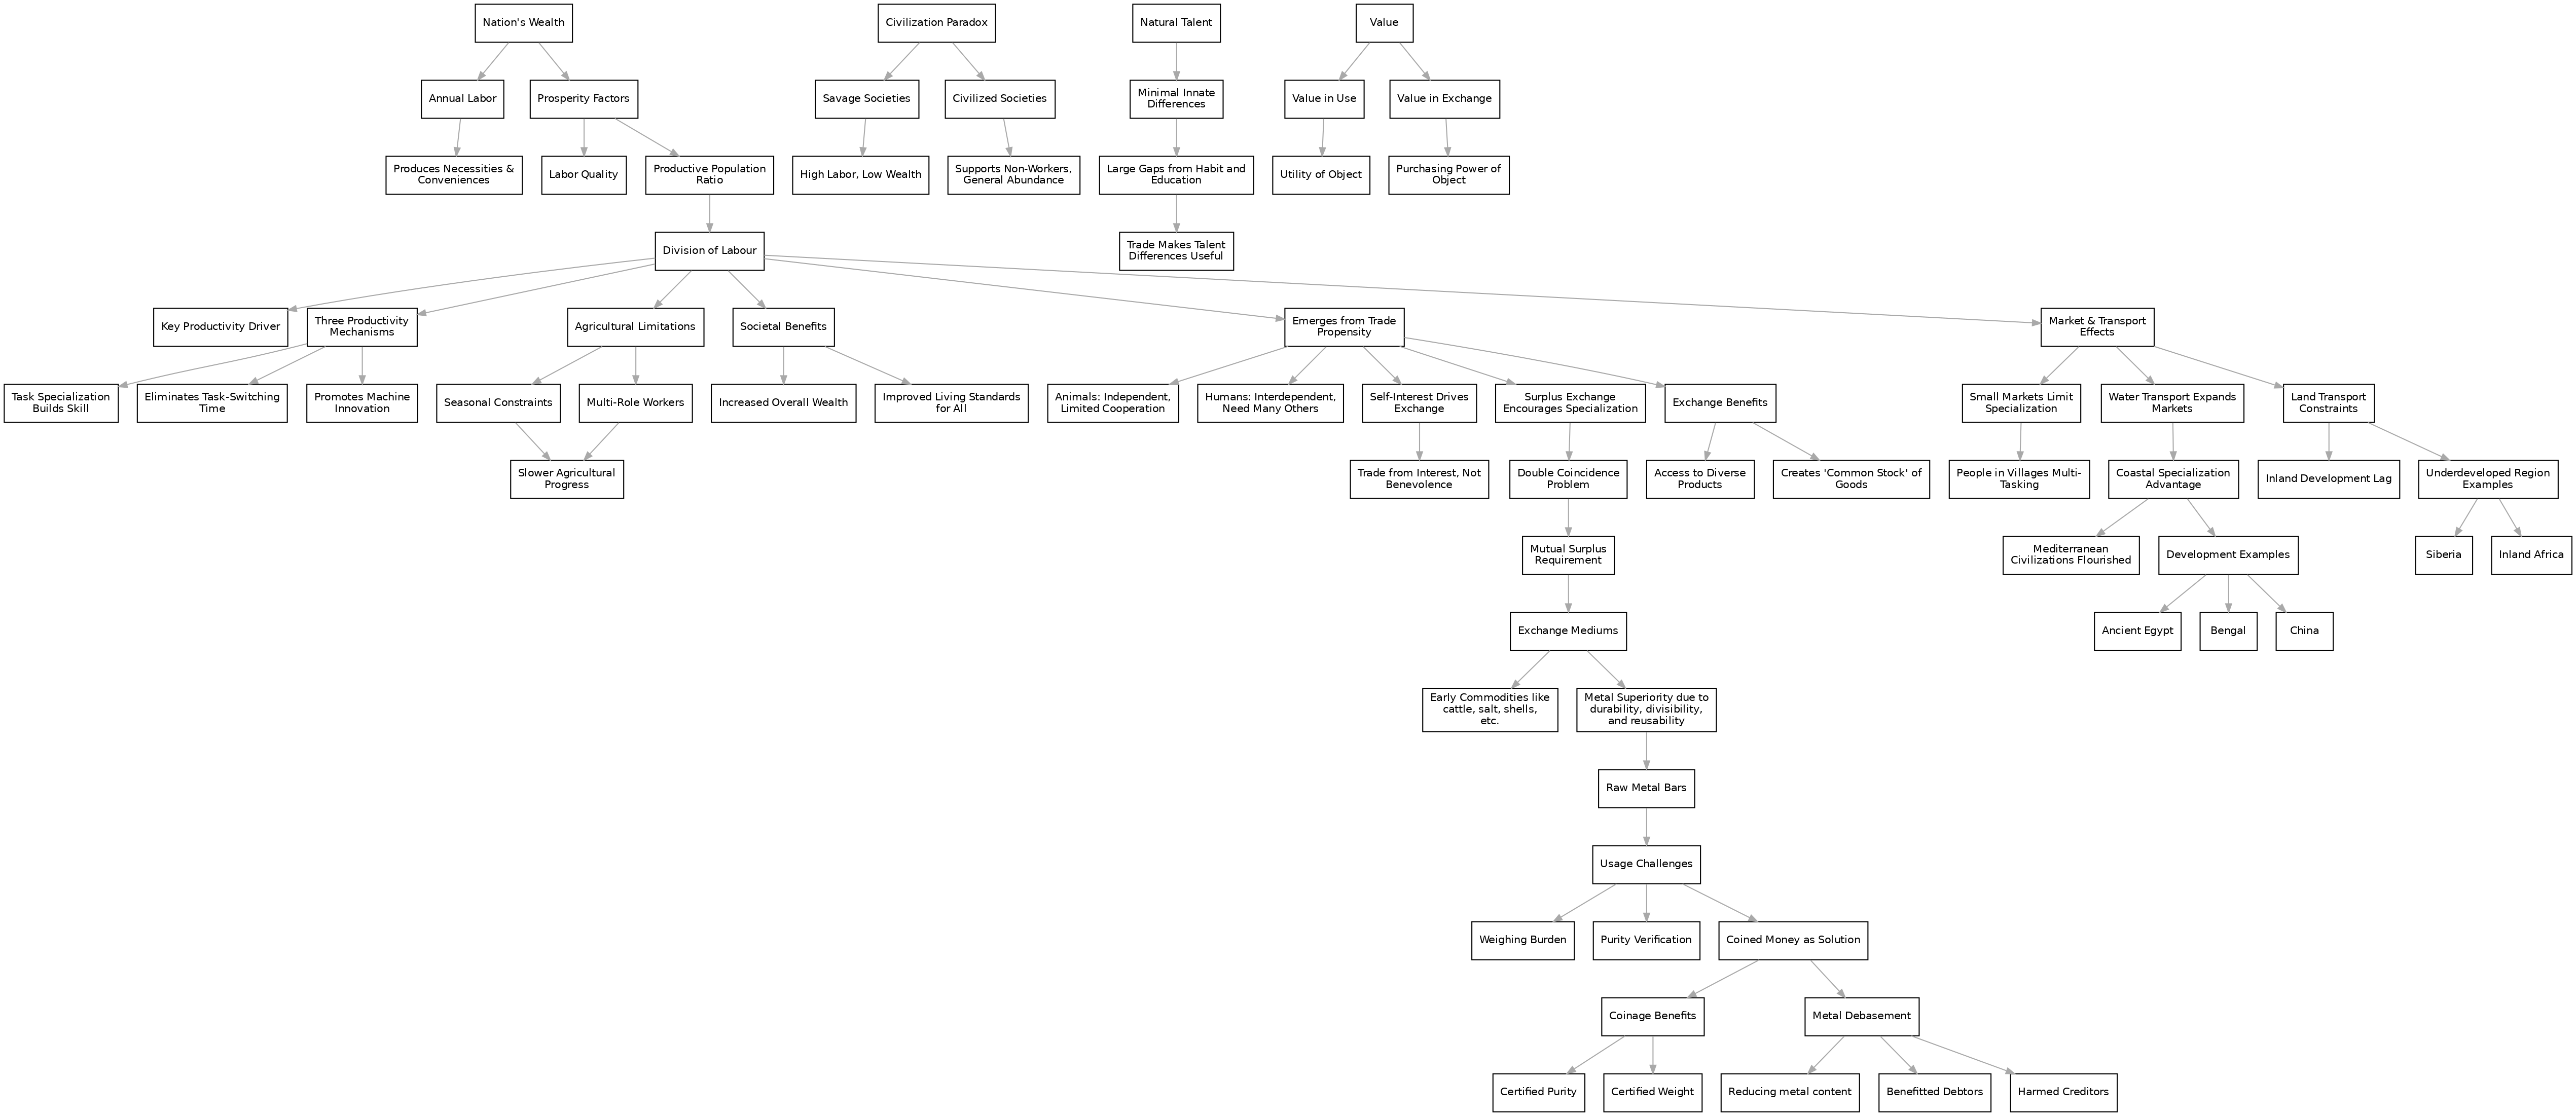 Nation's Wealth
Civilization Paradox
Natural Talent
Value
Annual Labor
Prosperity Factors
Savage Societies
Civilized Societies
Minimal Innate
Differences
Value in Use
Value in Exchange
Produces Necessities &
Conveniences
Labor Quality
Productive Population
Ratio
High Labor, Low Wealth
Supports Non-Workers,
General Abundance
Large Gaps from Habit and
Education
Utility of Object
Purchasing Power of
Object
Division of Labour
Trade Makes Talent
Differences Useful
Key Productivity Driver
Three Productivity
Mechanisms
Agricultural Limitations
Societal Benefits
Emerges from Trade
Propensity
Market & Transport
Effects
Task Specialization
Builds Skill
Eliminates Task-Switching
Time
Promotes Machine
Innovation
Seasonal Constraints
Multi-Role Workers
Increased Overall Wealth
Improved Living Standards
for All
Animals: Independent,
Limited Cooperation
Humans: Interdependent,
Need Many Others
Self-Interest Drives
Exchange
Surplus Exchange
Encourages Specialization
Exchange Benefits
Small Markets Limit
Specialization
Water Transport Expands
Markets
Land Transport
Constraints
Slower Agricultural
Progress
Trade from Interest, Not
Benevolence
Double Coincidence
Problem
Access to Diverse
Products
Creates 'Common Stock' of
Goods
People in Villages Multi-
Tasking
Coastal Specialization
Advantage
Inland Development Lag
Underdeveloped Region
Examples
Mutual Surplus
Requirement
Mediterranean
Civilizations Flourished
Development Examples
Siberia
Inland Africa
Exchange Mediums
Ancient Egypt
Bengal
China
Early Commodities like
cattle, salt, shells,
etc.
Metal Superiority due to
durability, divisibility,
and reusability
Raw Metal Bars
Usage Challenges
Weighing Burden
Purity Verification
Coined Money as Solution
Coinage Benefits
Metal Debasement
Certified Purity
Certified Weight
Reducing metal content
Benefitted Debtors
Harmed Creditors